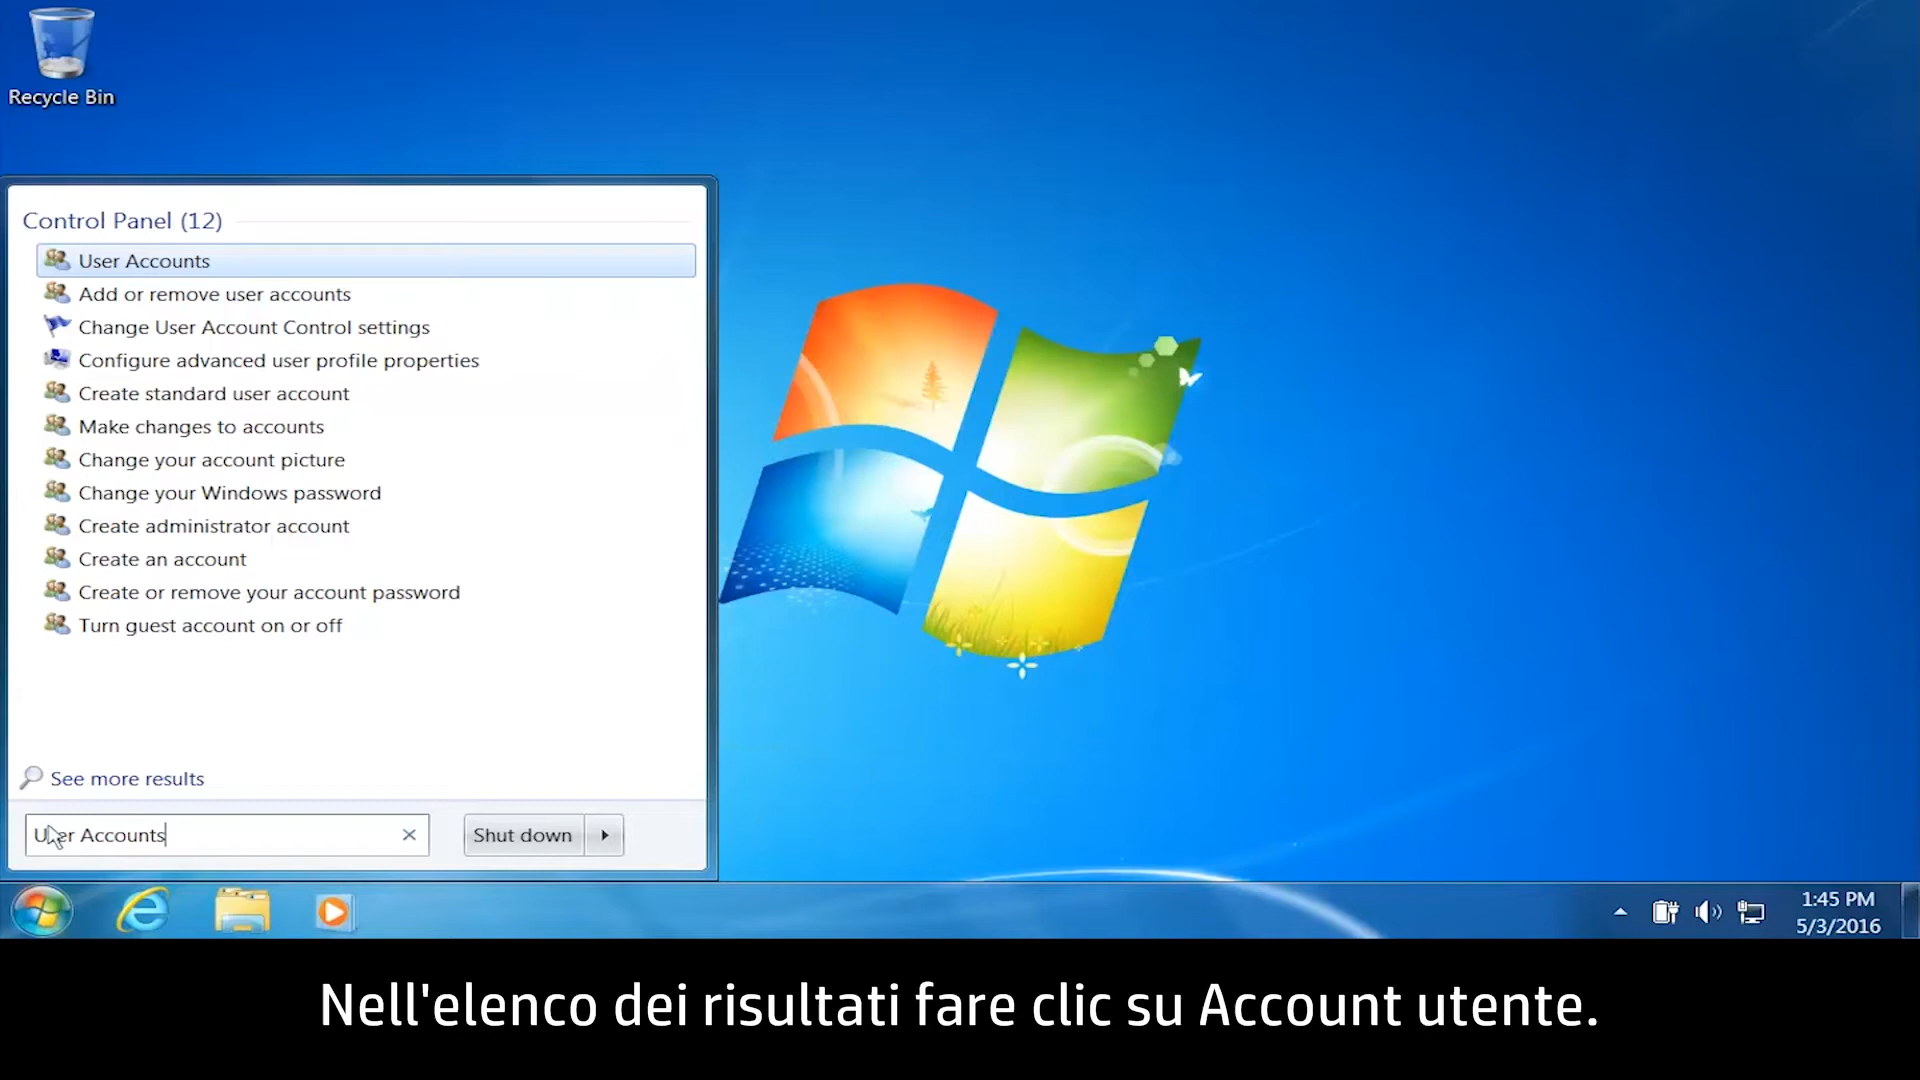 Recycle Bin
Control Panel (12)
User Accounts
Add or remove user accounts
Change User Account Control settings
Configure advanced user profile properties
Create standard user account
Make changes to accounts
Change your account picture
Change your Windows password
Create administrator account
Create an account
Create or remove your account password
Turn guest account on or off
See more results
User Accounts
Shut down
1:45 PM
5/3/2016
Nell'elenco dei risultati fare clic su Account utente.